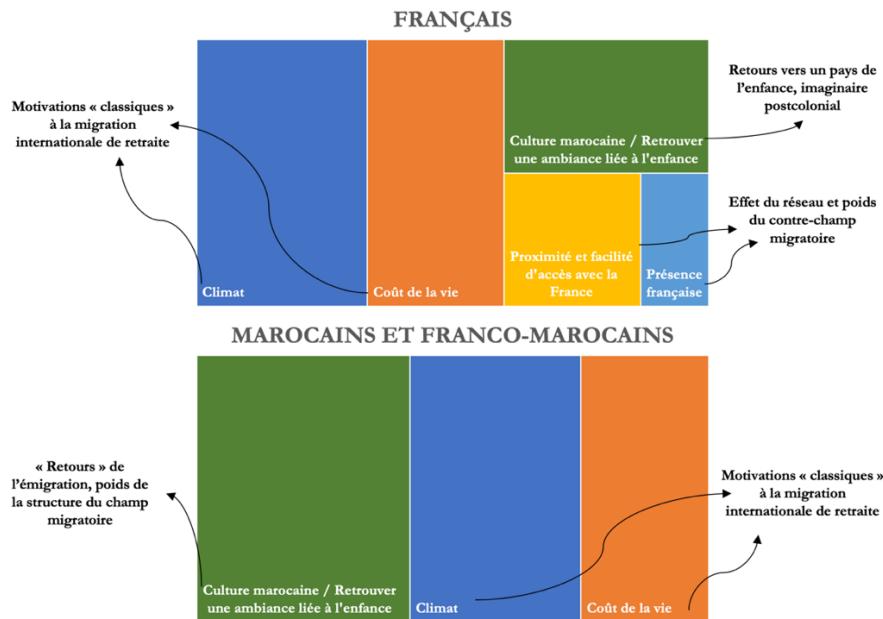 FRANÇAIS
Motivations « classiques »
à la migration
internationale de retraite
Climat
Coût de la vie
Culture marocaine / Retrouver
une ambiance liée à l'enfance
Proximité et facilité
d'accès avec la
France
Présence
française
Retours vers un pays de
l'enfance, imaginaire
postcolonial
Effet du réseau et poids
du contre-champ
migratoire
MAROCAINS ET FRANCO-MAROCAINS
« Retours » de
l'émigration, poids de
la structure du champ
migratoire
Culture marocaine / Retrouver
une ambiance liée à l'enfance
Climat
Coût de la vie
Motivations « classiques »
à la migration
internationale de retraite